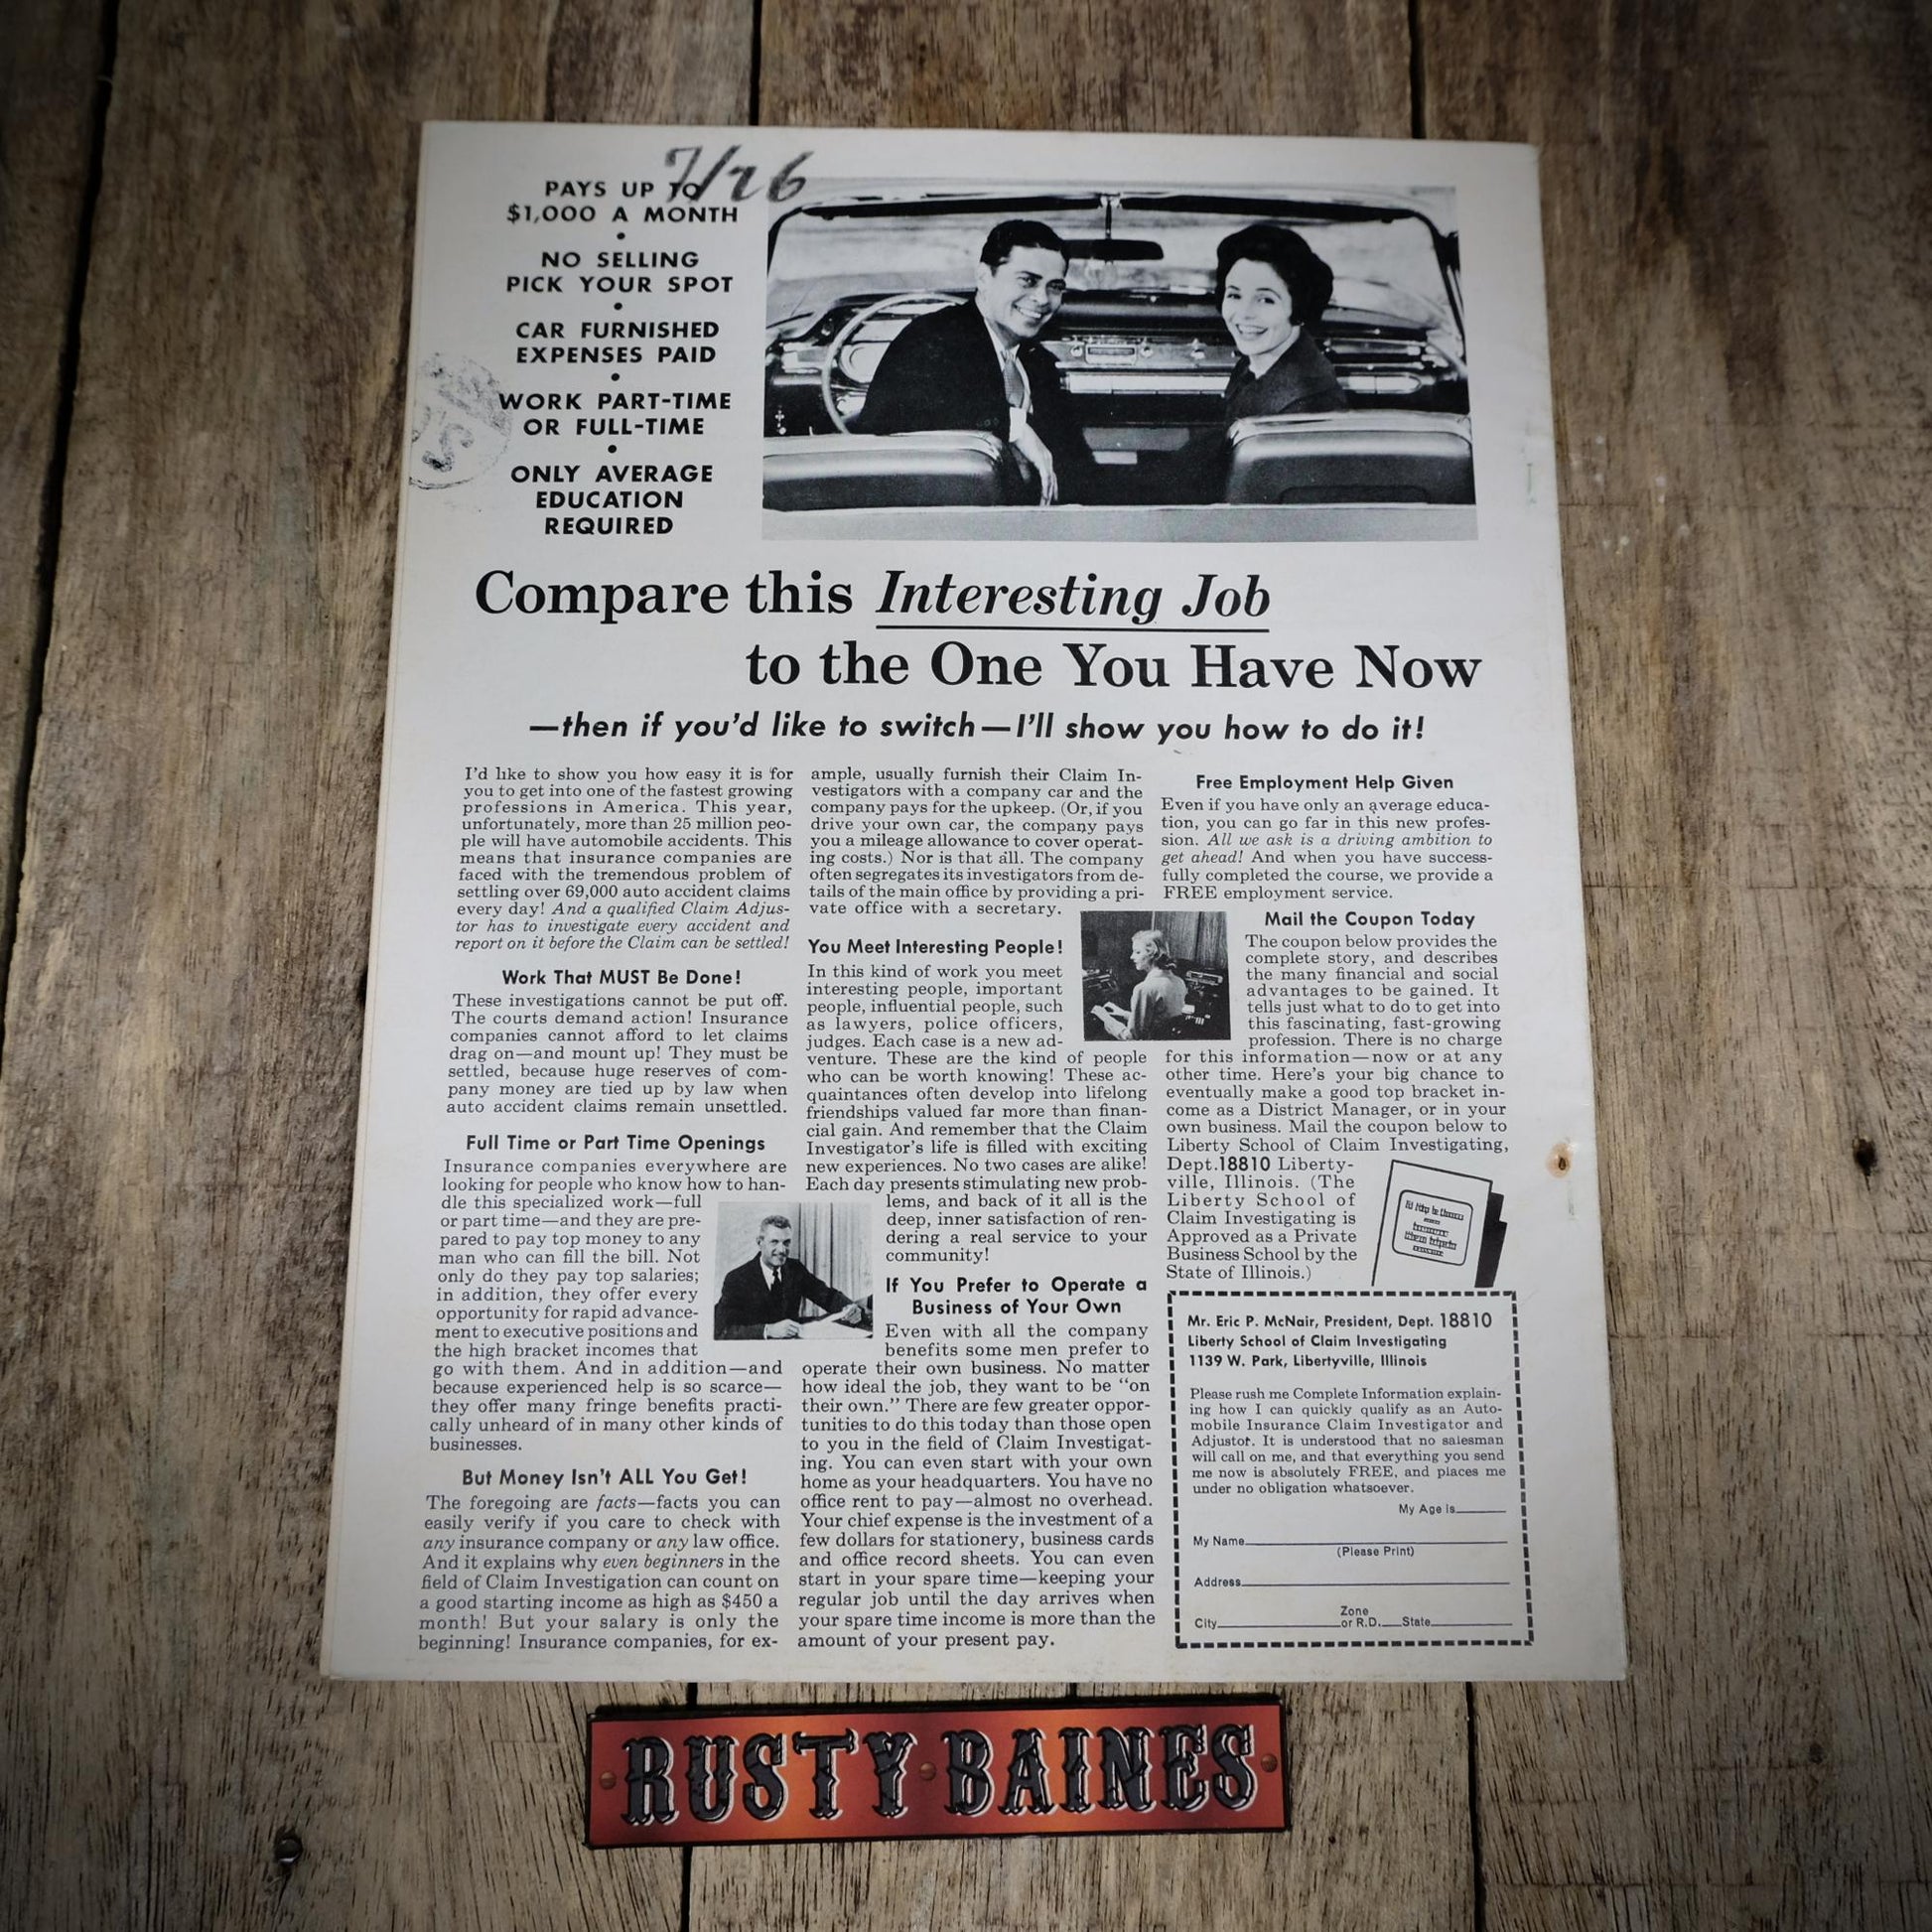 7/26
PAYS UP TO
$1,000 A MONTH
•
NO SELLING
PICK YOUR SPOT
•
CAR FURNISHED
EXPENSES PAID
•
WORK PART-TIME
OR FULL-TIME
•
ONLY AVERAGE
EDUCATION
REQUIRED
Compare this Interesting Job
to the One You Have Now
—then if you'd like to switch—I'll show you how to do it!
I'd like to show you how easy it is for
you to get into one of the fastest growing
professions in America. This year,
unfortunately, more than 25 million peo-
ple will have automobile accidents. This
means that insurance companies are
faced with the tremendous problem of
settling over 69,000 auto accident claims
every day! And a qualified Claim Adjus-
tor has to investigate every accident and
report on it before the Claim can be settled!
Work That MUST Be Done!
These investigations cannot be put off.
The courts demand action! Insurance
companies cannot afford to let claims
drag on—and mount up! They must be
settled, because huge reserves of com-
pany money are tied up by law when
auto accident claims remain unsettled.
Full Time or Part Time Openings
Insurance companies everywhere are
looking for people who know how to han-
dle this specialized work—full
or part time—and they are pre-
pared to pay top money to any
man who can fill the bill. Not
only do they pay top salaries;
in addition, they offer every
opportunity for rapid advance-
ment to executive positions and
the high bracket incomes that
go with them. And in addition—and
because experienced help is so scarce—
they offer many fringe benefits practi-
cally unheard of in many other kinds of
businesses.
But Money Isn't ALL You Get!
The foregoing are facts—facts you can
easily verify if you care to check with
any insurance company or any law office.
And it explains why even beginners in the
field of Claim Investigation can count on
a good starting income as high as $450 a
month! But your salary is only the
beginning! Insurance companies, for ex-
ample, usually furnish their Claim In-
vestigators with a company car and the
company pays for the upkeep. (Or, if you
drive your own car, the company pays
you a mileage allowance to cover operat-
ing costs.) Nor is that all. The company
often segregates its investigators from de-
tails of the main office by providing a pri-
vate office with a secretary.
You Meet Interesting People!
In this kind of work you meet
interesting people, important
people, influential people, such
as lawyers, police officers,
judges. Each case is a new ad-
venture. These are the kind of people
who can be worth knowing! These ac-
quaintances often develop into lifelong
friendships valued far more than finan-
cial gain. And remember that the Claim
Investigator's life is filled with exciting
new experiences. No two cases are alike!
Each day presents stimulating new prob-
lems, and back of it all is the
deep, inner satisfaction of ren-
dering a real service to your
community!
If You Prefer to Operate a
Business of Your Own
Even with all the company
benefits some men prefer to
operate their own business. No matter
how ideal the job, they want to be "on
their own." There are few greater oppor-
tunities to do this today than those open
to you in the field of Claim Investigat-
ing. You can even start with your own
home as your headquarters. You have no
office rent to pay—almost no overhead.
Your chief expense is the investment of a
few dollars for stationery, business cards
and office record sheets. You can even
start in your spare time—keeping your
regular job until the day arrives when
your spare time income is more than the
amount of your present pay.
Free Employment Help Given
Even if you have only an average educa-
tion, you can go far in this new profes-
sion. All we ask is a driving ambition to
get ahead! And when you have success-
fully completed the course, we provide a
FREE employment service.
Mail the Coupon Today
The coupon below provides the
complete story, and describes
the many financial and social
advantages to be gained. It
tells just what to do to get into
this fascinating, fast-growing
profession. There is no charge
for this information—now or at any
other time. Here's your big chance to
eventually make a good top bracket in-
come as a District Manager, or in your
own business. Mail the coupon below to
Liberty School of Claim Investigating,
Dept. 18810 Liberty-
ville, Illinois. (The
Liberty School of
Claim Investigating is
Approved as a Private
Business School by the
State of Illinois.)
Mr. Eric P. McNair, President, Dept. 18810
Liberty School of Claim Investigating
1139 W. Park, Libertyville, Illinois
Please rush me Complete Information explain-
ing how I can quickly qualify as an Auto-
mobile Insurance Claim Investigator and
Adjustor. It is understood that no salesman
will call on me, and that everything you send
me now is absolutely FREE, and places me
under no obligation whatsoever.
My Age is
My Name
(Please Print)
Address
City Zone or R.D. State
RUSTY BAINES